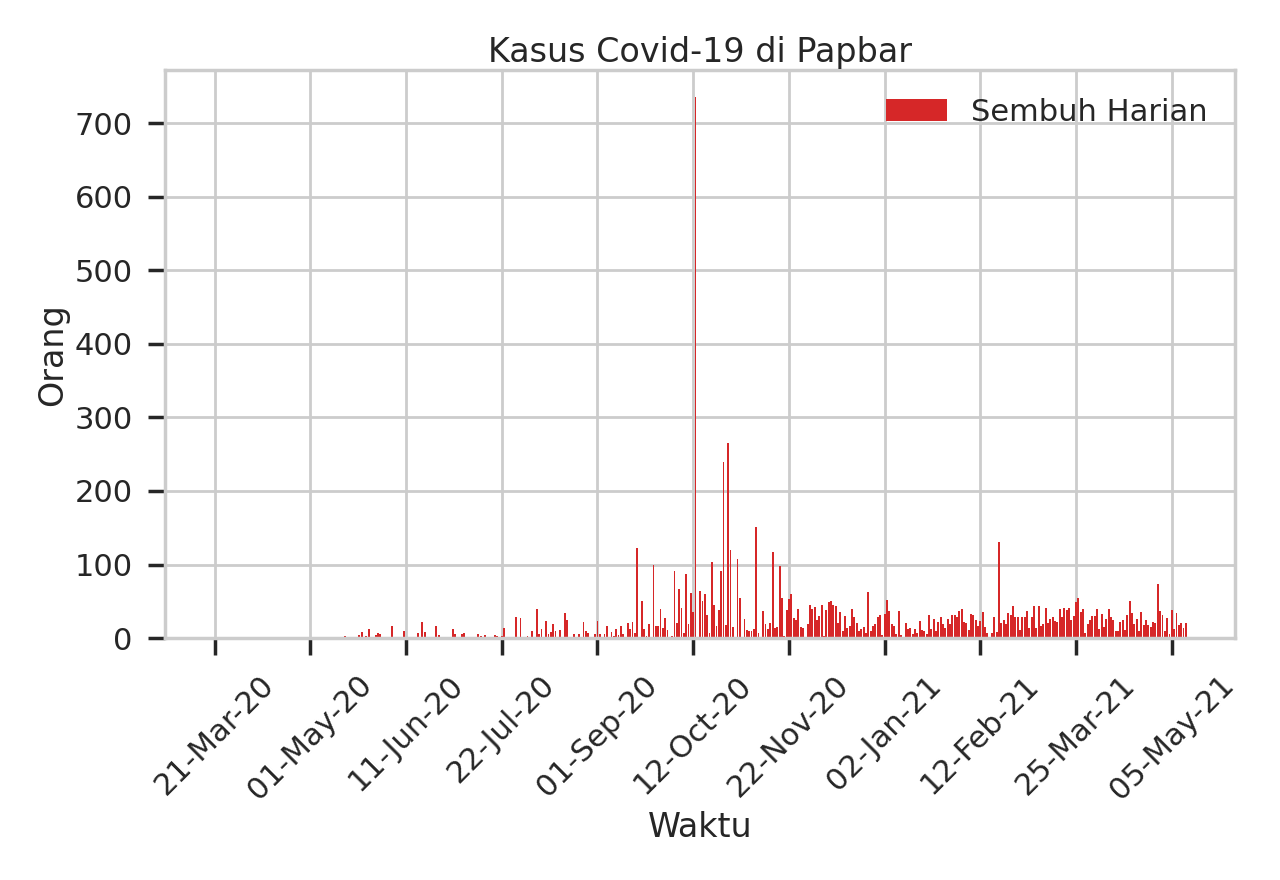 Kasus Covid-19 di Papbar
Sembuh Harian
700
600
500
400
300
200
100
0
Orang
21-Mar-20
01-May-20
11-Jun-20
22-Jul-20
01-Sep-20
12-Oct-20
22-Nov-20
02-Jan-21
12-Feb-21
25-Mar-21
05-May-21
Waktu